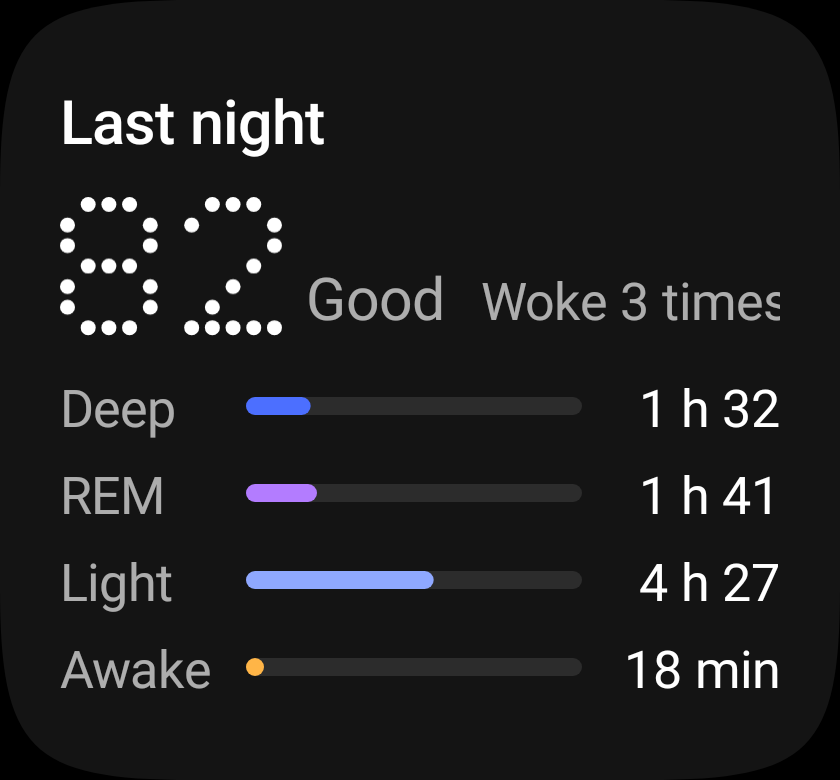 Last night
82 Good Woke 3 times
Deep 1 h 32
REM 1 h 41
Light 4 h 27
Awake 18 min